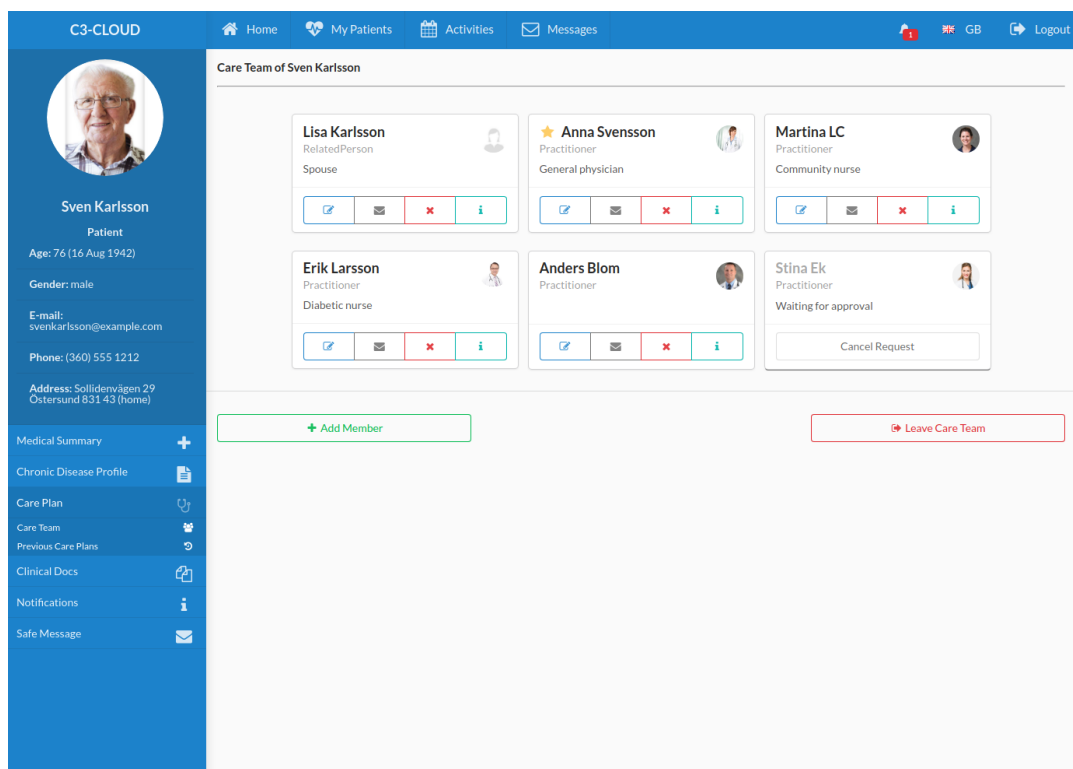 C3-CLOUD
Home My Patients Activities Messages 1 GB Logout
Sven Karlsson
Patient
Age: 76 (16 Aug 1942)
Gender: male
E-mail:
svenkarlsson@example.com
Phone: (360) 555 1212
Address: Sollidenvägen 29
Östersund 831 43 (home)
Medical Summary
Chronic Disease Profile
Care Plan
Care Team
Previous Care Plans
Clinical Docs
Notifications
Safe Message
Care Team of Sven Karlsson
Lisa Karlsson
RelatedPerson
Spouse
Anna Svensson
Practitioner
General physician
Martina LC
Practitioner
Community nurse
Erik Larsson
Practitioner
Diabetic nurse
Anders Blom
Practitioner
Stina Ek
Practitioner
Waiting for approval
Cancel Request
Add Member
Leave Care Team